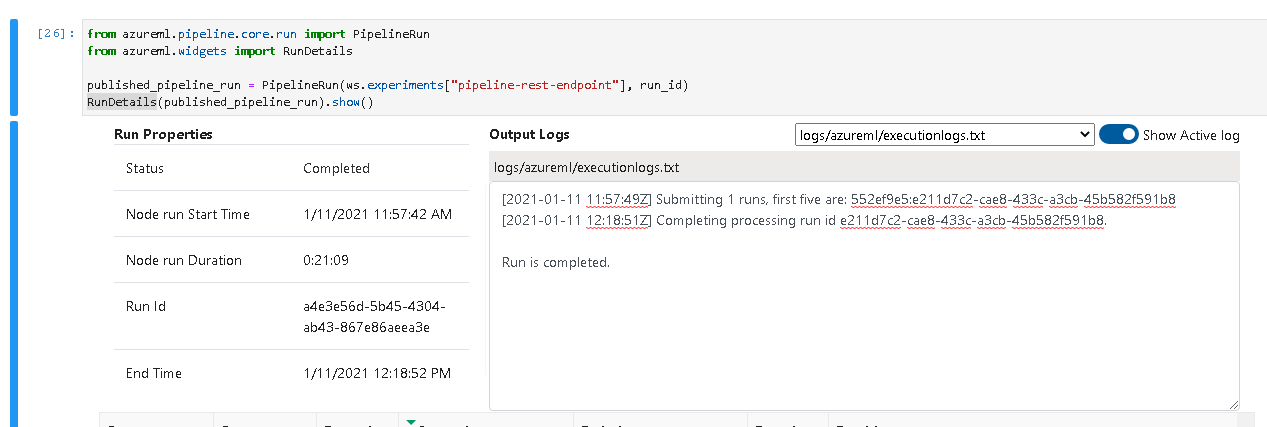 [26]: from azureml.pipeline.core.run import PipelineRun
from azureml.widgets import RunDetails
published_pipeline_run = PipelineRun(ws.experiments["pipeline-rest-endpoint"], run_id)
RunDetails(published_pipeline_run).show()
Run Properties
Status Completed
Node run Start Time 1/11/2021 11:57:42 AM
Node run Duration 0:21:09
Run Id a4e3e56d-5b45-4304-
ab43-867e86aeea3e
End Time 1/11/2021 12:18:52 PM
Output Logs logs/azureml/executionlogs.txt Show Active log
logs/azureml/executionlogs.txt
[2021-01-11 11:57:49Z] Submitting 1 runs, first five are: 552ef9e5:e211d7c2-cae8-433c-a3cb-45b582f591b8
[2021-01-11 12:18:51Z] Completing processing run id e211d7c2-cae8-433c-a3cb-45b582f591b8.
Run is completed.